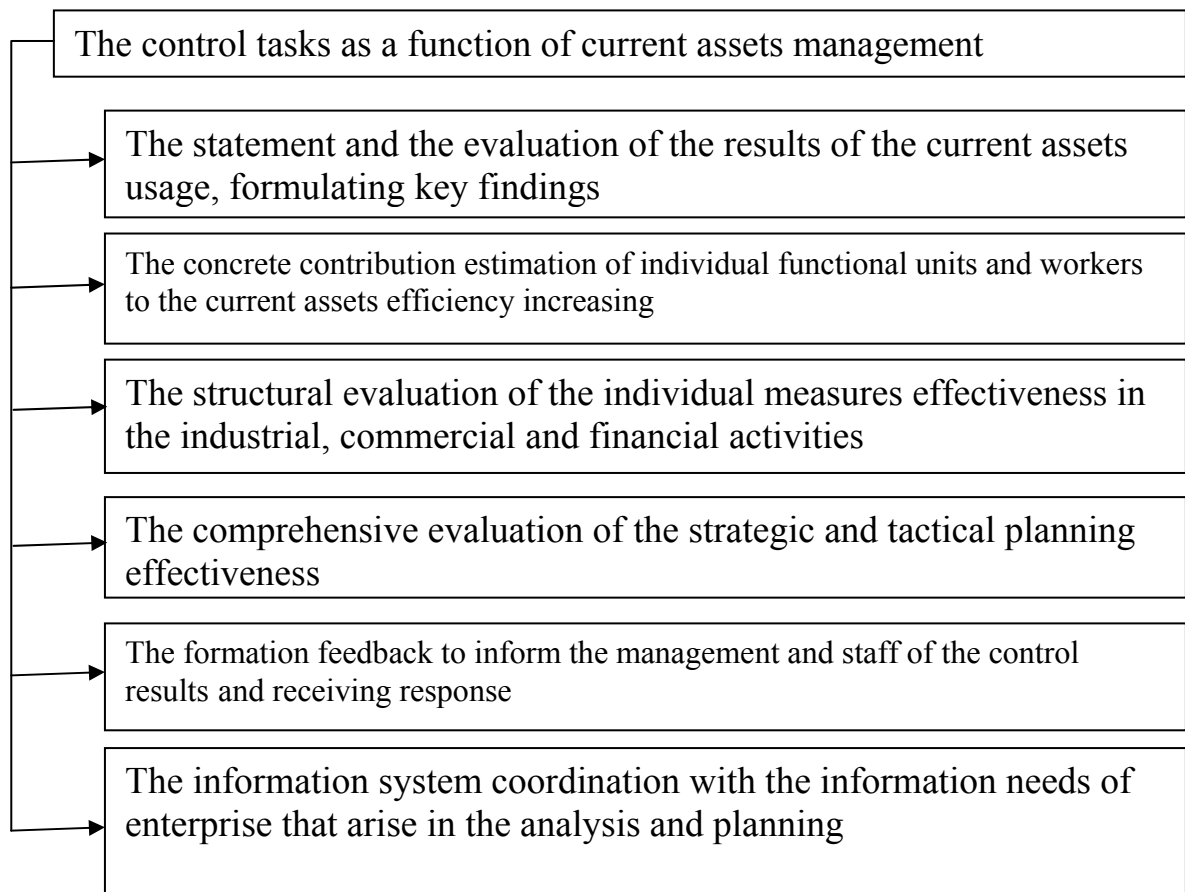 The control tasks as a function of current assets management
The statement and the evaluation of the results of the current assets
usage, formulating key findings
The concrete contribution estimation of individual functional units and workers
to the current assets efficiency increasing
The structural evaluation of the individual measures effectiveness in
the industrial, commercial and financial activities
The comprehensive evaluation of the strategic and tactical planning
effectiveness
The formation feedback to inform the management and staff of the control
results and receiving response
The information system coordination with the information needs of
enterprise that arise in the analysis and planning